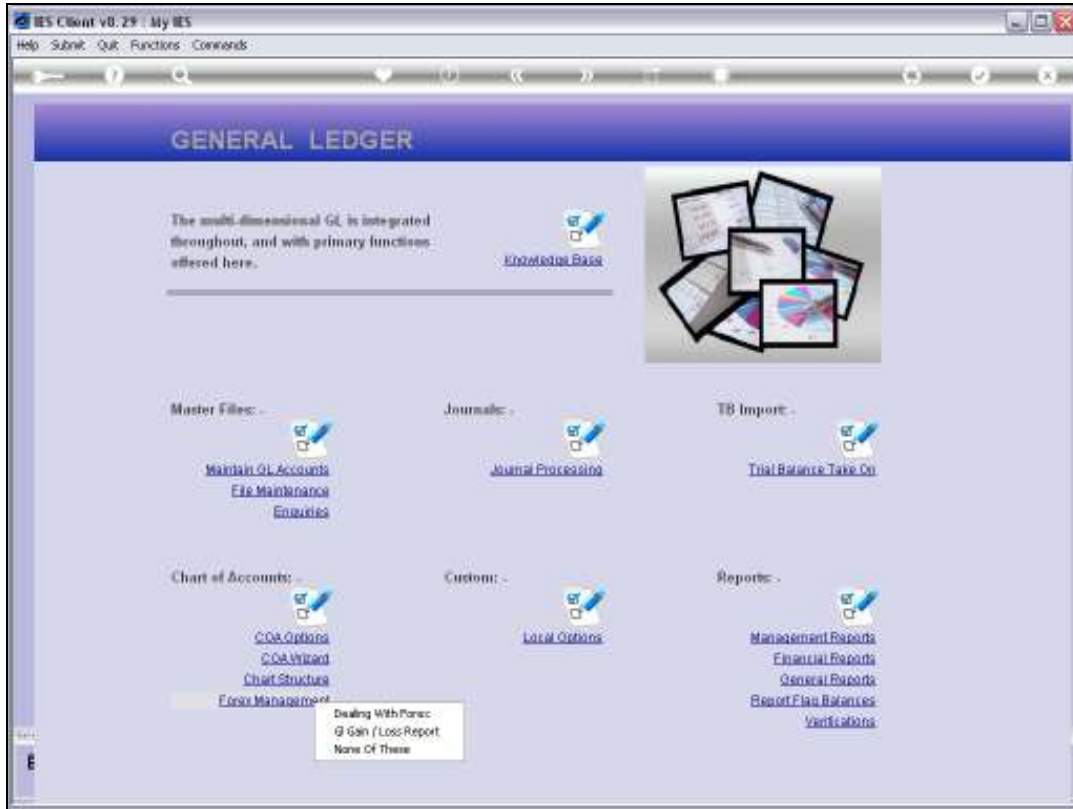 IES Client v8.29 : My IES
Help Submit Quit Functions Commands
GENERAL LEDGER
The multi-dimensional GL is integrated
throughout, and with primary functions
offered here.
Knowledge Base
Master Files: -
Journals: -
TB Import: -
Maintain GL Accounts
File Maintenance
Enquiries
Journal Processing
Trial Balance Take On
Chart of Accounts: -
Custom: -
Reports: -
COA Options
COA Wizard
Chart Structure
Forex Management
Local Options
Management Reports
Financial Reports
General Reports
Report Flag Balances
Verifications
Dealing With Forex
Gl Gain / Loss Report
None Of These